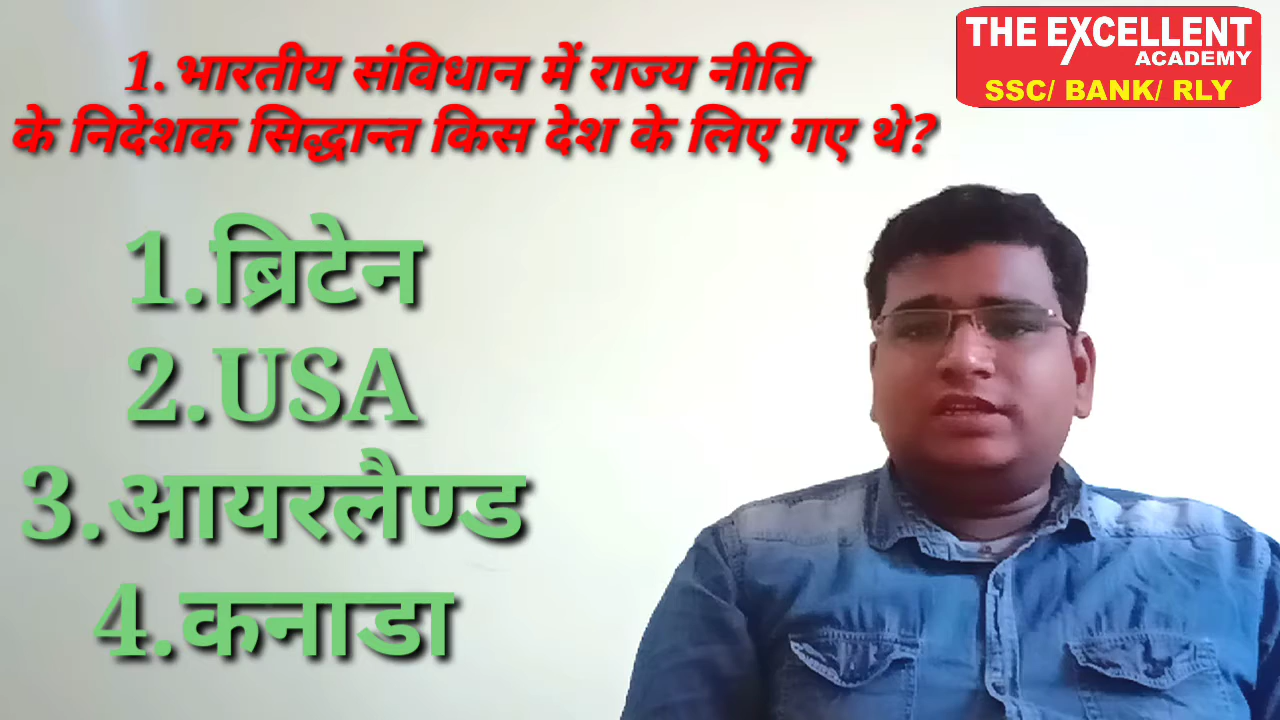 THE EXCELLENT
ACADEMY
SSC/ BANK/ RLY
1.भारतीय संविधान में राज्य नीति
के निदेशक सिद्धान्त किस देश के लिए गए थे?
1.ब्रिटेन
2.USA
3.आयरलैण्ड
4.कनाडा